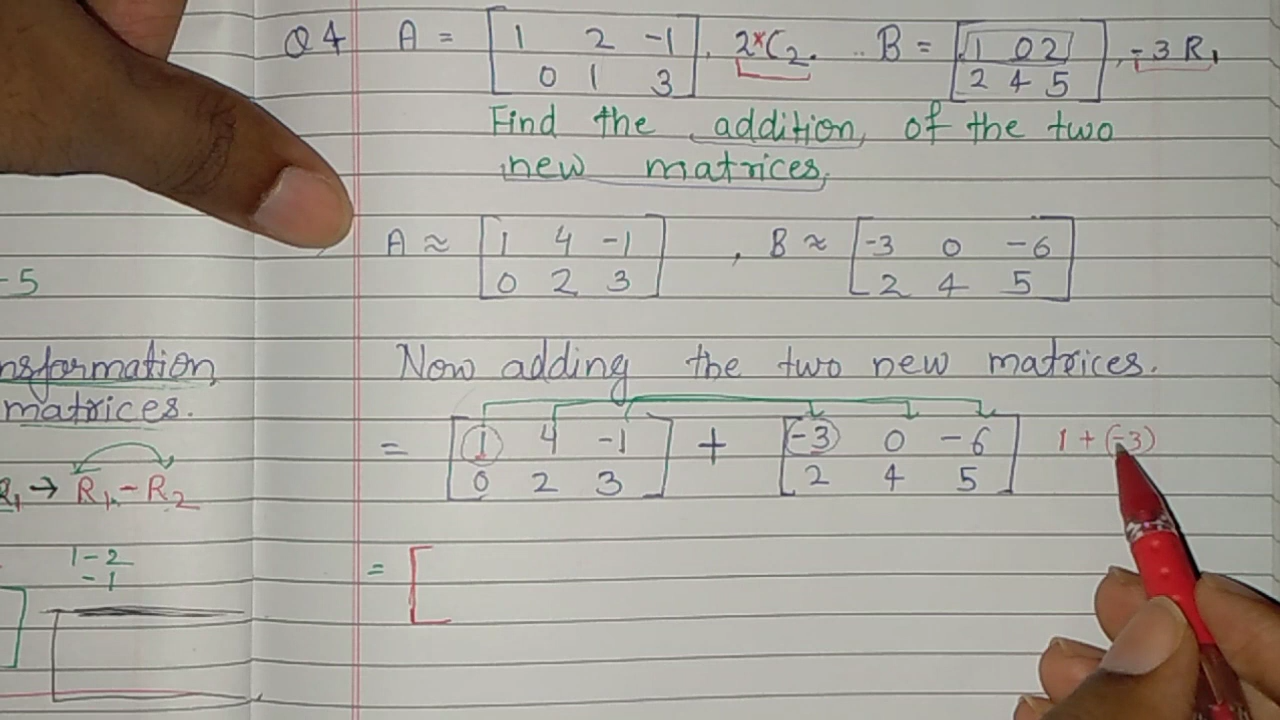 Q4 A = [1 2 -1 , 2*C₂. .. B = [1 0 2 , -3 R₁
0 1 3] 2 4 5]
Find the addition, of the two
new matrices.
A ≈ [1 4 -1 , B ≈ [-3 0 -6
0 2 3] 2 4 5]
Now adding the two new matrices.
= [1 4 -1 + [-3 0 -6 1 + (-3)
0 2 3] 2 4 5]
= [
-5
nsformation
matrices.
R₁ → R₁ - R₂
1-2
-1